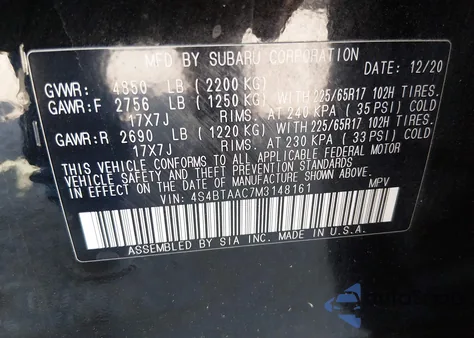 MFD BY SUBARU CORPORATION
GVWR: 4850 LB (2200 KG) DATE: 12/20
GAWR:F 2756 LB (1250 KG) WITH 225/65R17 102H TIRES,
17X7J RIMS, AT 240 KPA ( 35 PSI) COLD
GAWR:R 2690 LB (1220 KG) WITH 225/65R17 102H TIRES,
17X7J RIMS, AT 230 KPA ( 33 PSI) COLD
THIS VEHICLE CONFORMS TO ALL APPLICABLE FEDERAL MOTOR
VEHICLE SAFETY AND THEFT PREVENTION STANDARDS
IN EFFECT ON THE DATE OF MANUFACTURE SHOWN ABOVE.
VIN: 4S4BTAAC7M3148161 MPV
ASSEMBLED BY SIA INC. MADE IN U.S.A.